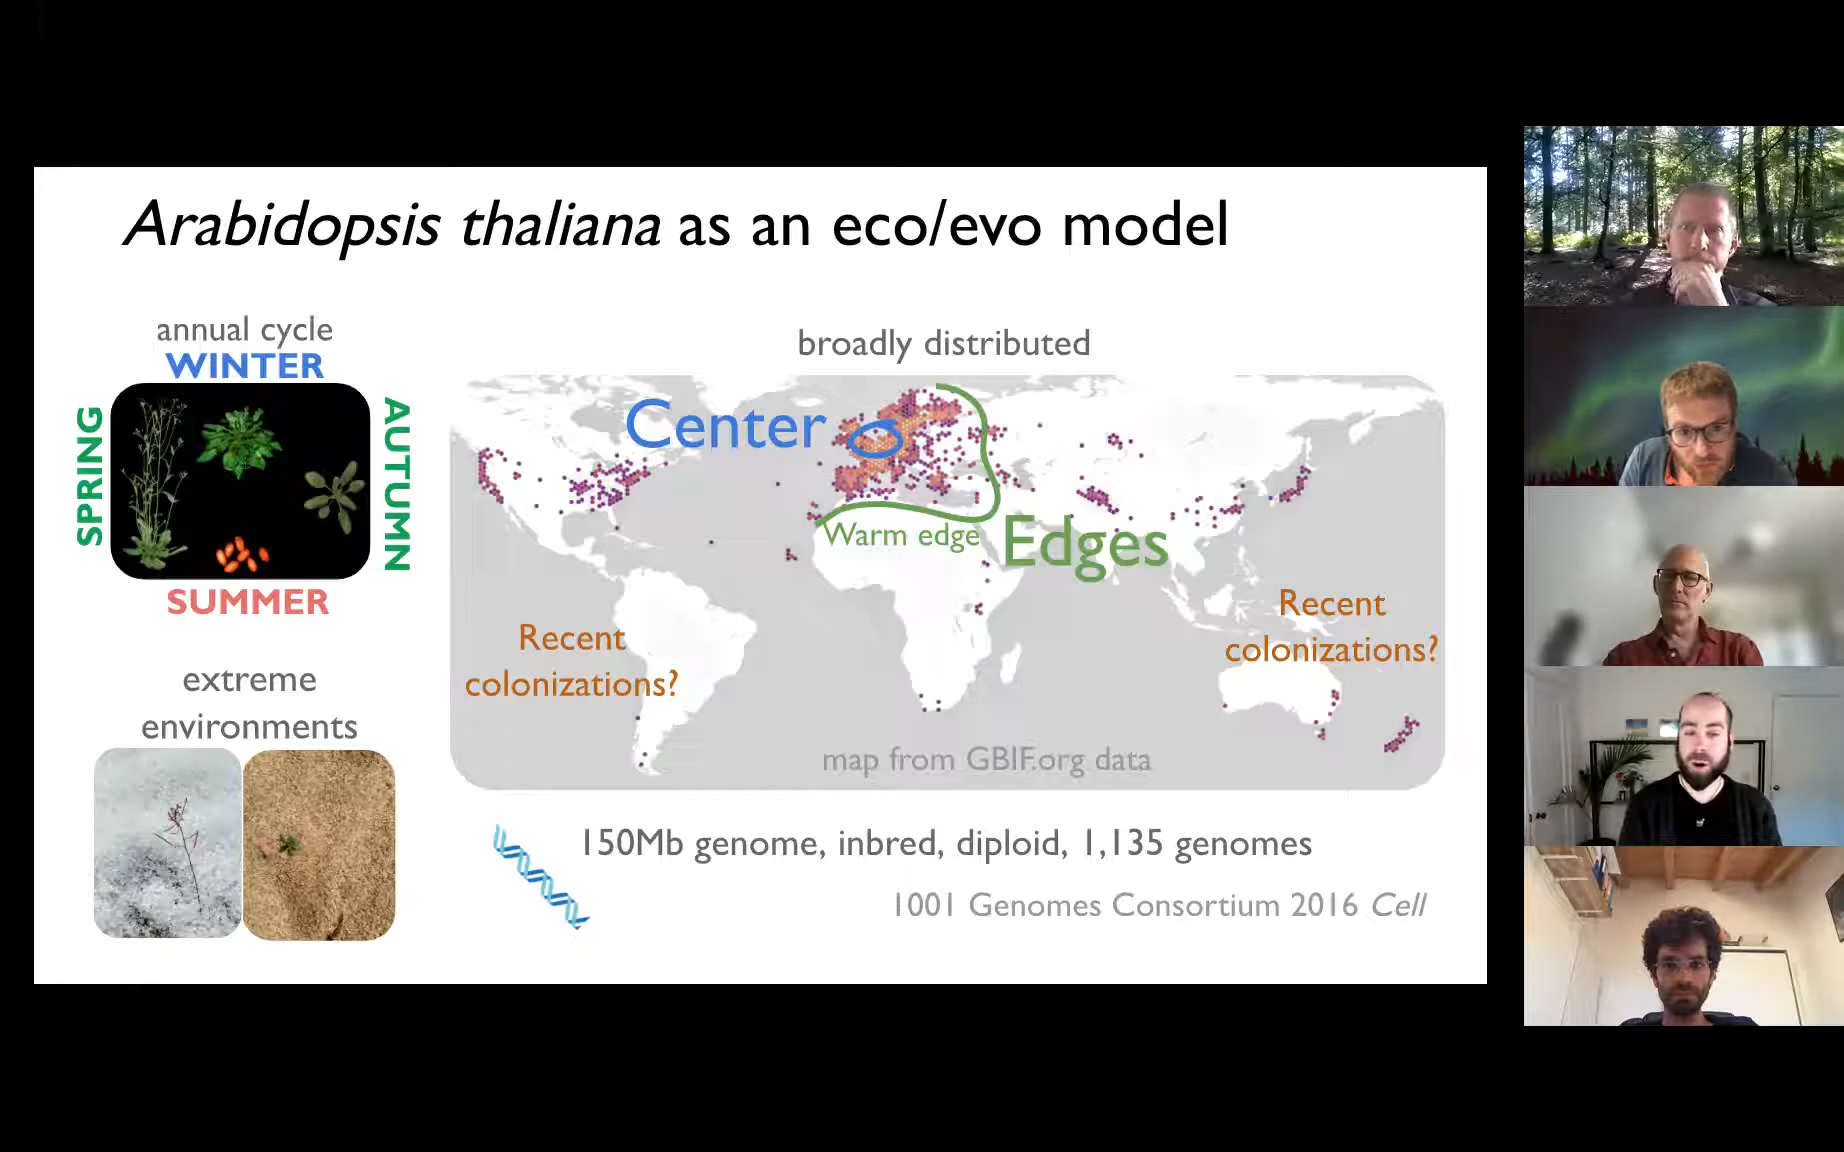 Arabidopsis thaliana as an eco/evo model
annual cycle
WINTER
SPRING
AUTUMN
SUMMER
extreme
environments
broadly distributed
Center
Warm edge
Edges
Recent
colonizations?
Recent
colonizations?
map from GBIF.org data
150Mb genome, inbred, diploid, 1,135 genomes
1001 Genomes Consortium 2016 Cell